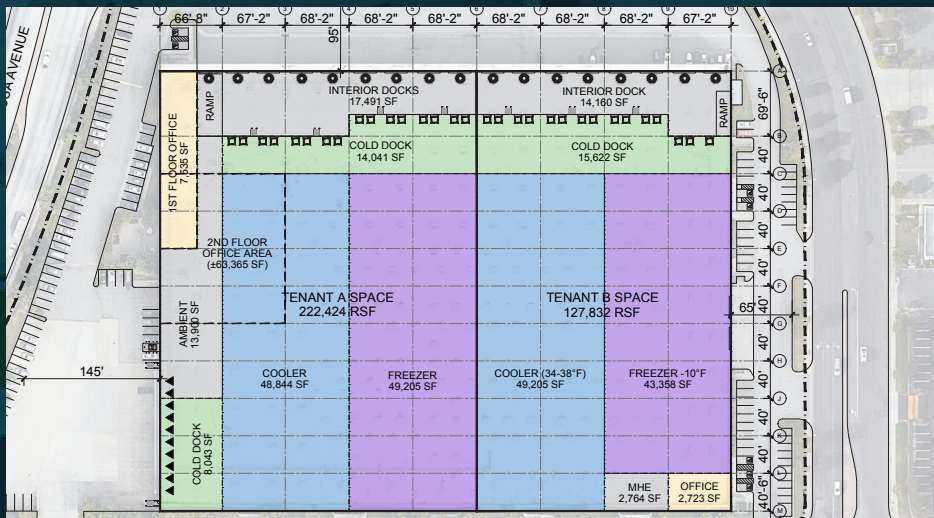 66'-8"
67'-2"
68'-2"
68'-2"
68'-2"
68'-2"
68'-2"
68'-2"
67'-2"
95'
AVENUE
RAMP
INTERIOR DOCKS
17,491 SF
INTERIOR DOCK
14,160 SF
RAMP
69'-6"
1ST FLOOR OFFICE
7,535 SF
COLD DOCK
14,041 SF
COLD DOCK
15,622 SF
40'
40'
40'
40'
40'
40'
40'
40'
40'
40'-6"
2ND FLOOR
OFFICE AREA
(±63,365 SF)
TENANT A SPACE
222,424 RSF
TENANT B SPACE
127,832 RSF
65'
AMBIENT
13,900 SF
145'
COOLER
48,844 SF
FREEZER
49,205 SF
COOLER (34-38°F)
49,205 SF
FREEZER -10°F
43,358 SF
COLD DOCK
8,043 SF
MHE
2,764 SF
OFFICE
2,723 SF
A
B
C
D
E
F
G
H
J
K
L
M